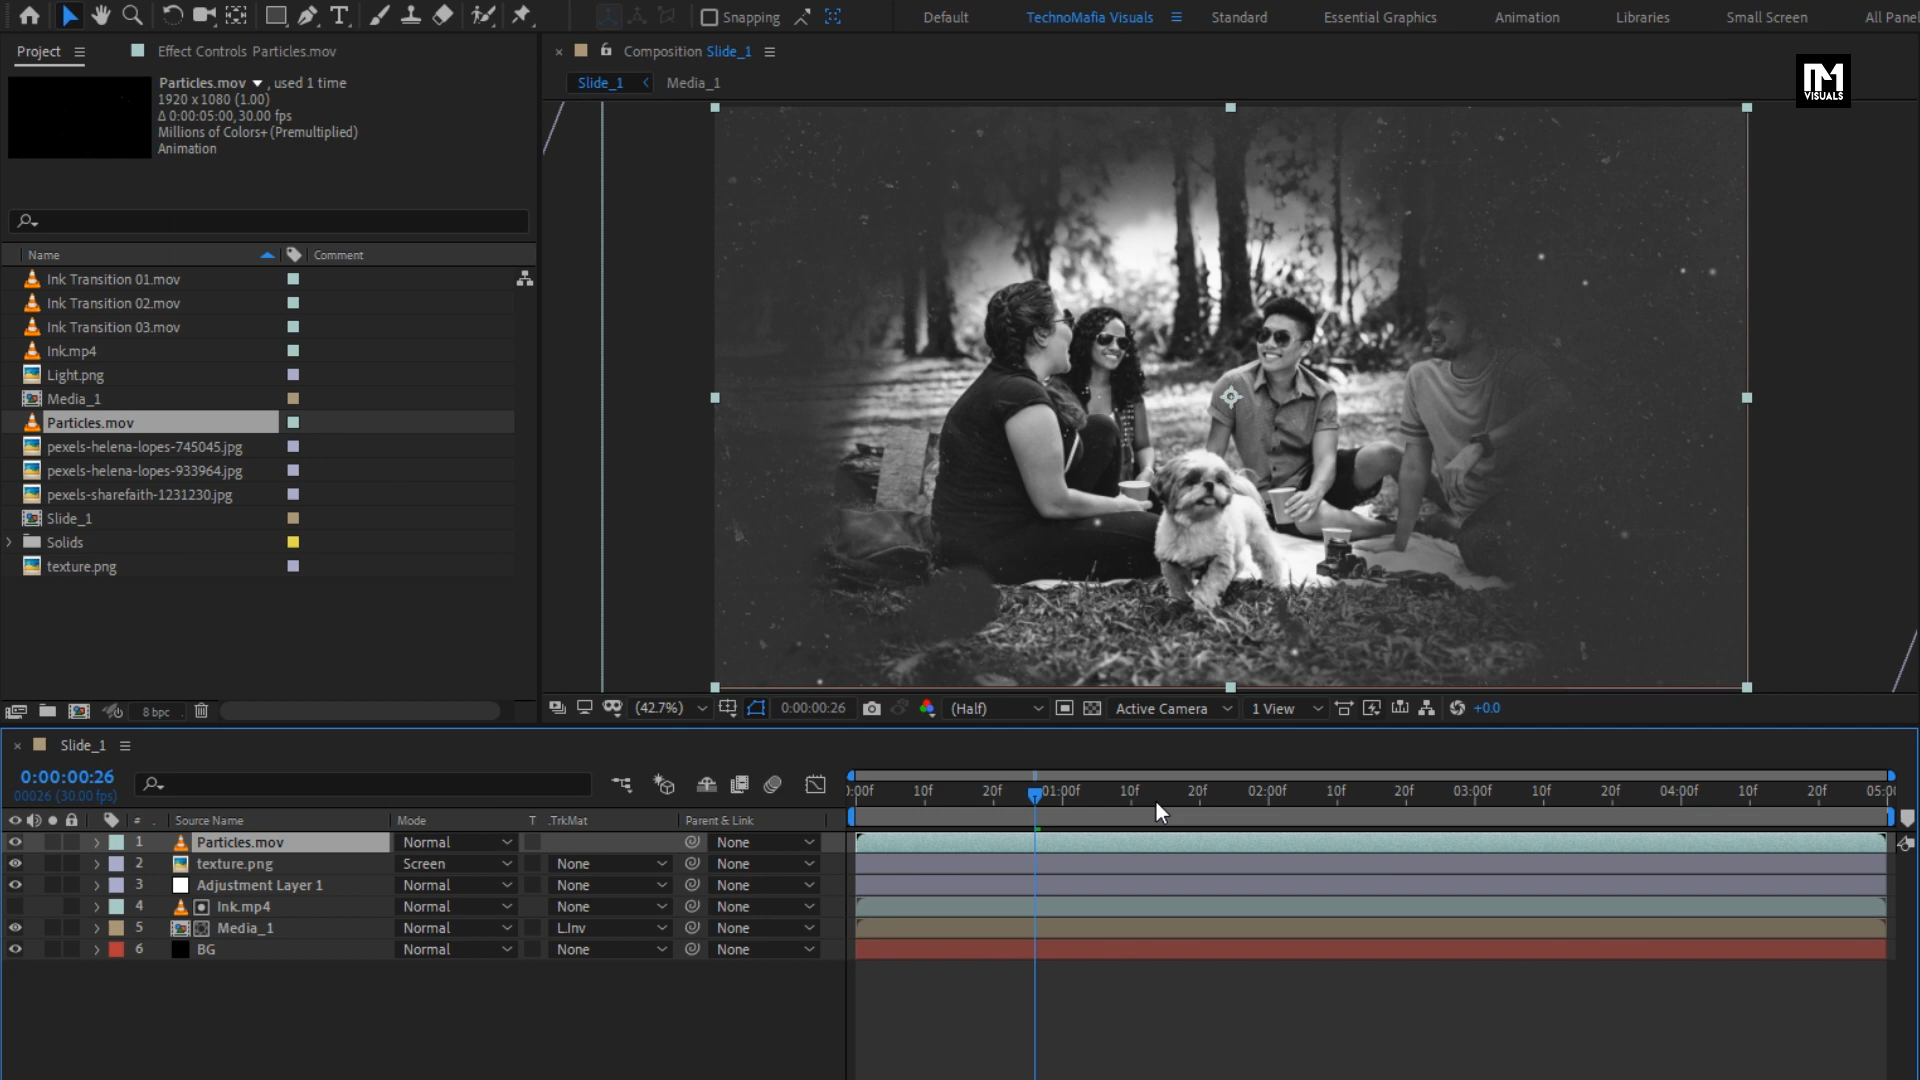 Snapping
Default
TechnoMafia Visuals
Standard
Essential Graphics
Animation
Libraries
Small Screen
All Pane
Project
Effect Controls Particles.mov
Composition Slide_1
Slide_1
Media_1
VISUALS
Particles.mov , used 1 time
1920 x 1080 (1.00)
Δ 0:00:05:00, 30.00 fps
Millions of Colors+ (Premultiplied)
Animation
Name
Comment
Ink Transition 01.mov
Ink Transition 02.mov
Ink Transition 03.mov
Ink.mp4
Light.png
Media_1
Particles.mov
pexels-helena-lopes-745045.jpg
pexels-helena-lopes-933964.jpg
pexels-sharefaith-1231230.jpg
Slide_1
Solids
texture.png
8 bpc
(42.7%)
0:00:00:26
(Half)
Active Camera
1 View
+0.0
Slide_1
0:00:00:26
00026 (30.00 fps)
):00f 10f 20f 01:00f 10f 20f 02:00f 10f 20f 03:00f 10f 20f 04:00f 10f 20f 05:0
# Source Name Mode T .TrkMat Parent & Link
1 Particles.mov Normal None
2 texture.png Screen None None
3 Adjustment Layer 1 Normal None None
4 Ink.mp4 Normal None None
5 Media_1 Normal L.Inv None
6 BG Normal None None